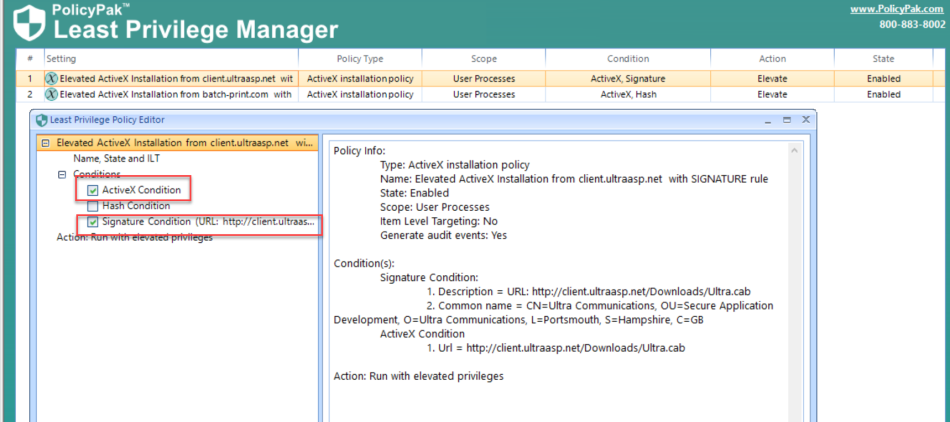 PolicyPak™
Least Privilege Manager
www.PolicyPak.com
800-883-8002
# Setting Policy Type Scope Condition Action State
1 Elevated ActiveX Installation from client.ultraasp.net wit ActiveX installation policy User Processes ActiveX, Signature Elevate Enabled
2 Elevated ActiveX Installation from batch-print.com with ActiveX installation policy User Processes ActiveX, Hash Elevate Enabled
Least Privilege Policy Editor
Elevated ActiveX Installation from client.ultraasp.net wi...
Name, State and ILT
Conditions
ActiveX Condition
Hash Condition
Signature Condition (URL: http://client.ultraas...
Action: Run with elevated privileges
Policy Info:
Type: ActiveX installation policy
Name: Elevated ActiveX Installation from client.ultraasp.net with SIGNATURE rule
State: Enabled
Scope: User Processes
Item Level Targeting: No
Generate audit events: Yes
Condition(s):
Signature Condition:
1. Description = URL: http://client.ultraasp.net/Downloads/Ultra.cab
2. Common name = CN=Ultra Communications, OU=Secure Application
Development, O=Ultra Communications, L=Portsmouth, S=Hampshire, C=GB
ActiveX Condition
1. Url = http://client.ultraasp.net/Downloads/Ultra.cab
Action: Run with elevated privileges